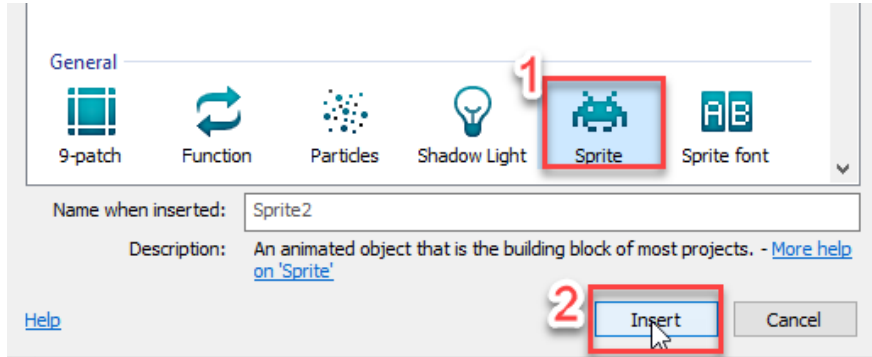 General
1
9-patch Function Particles Shadow Light Sprite AB Sprite font
Name when inserted: Sprite2
Description: An animated object that is the building block of most projects. - More help
on 'Sprite'
2
Help Insert Cancel